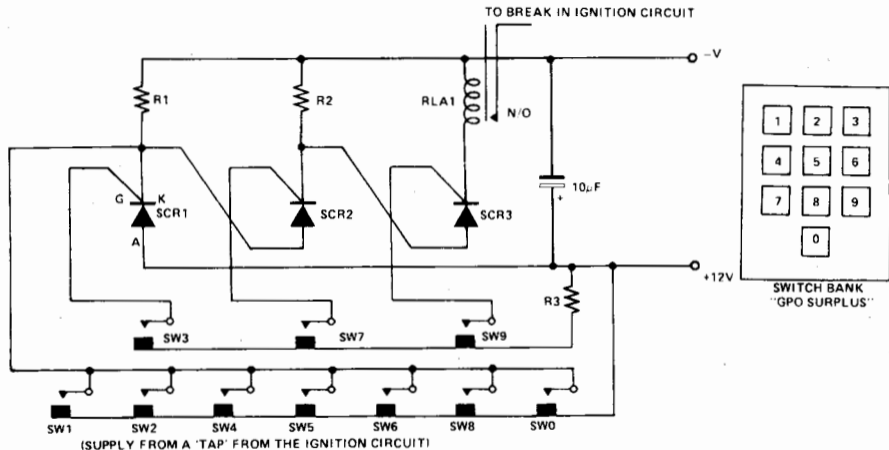 TO BREAK IN IGNITION CIRCUIT
–V
R1
R2
RLA1
N/O
1 2 3
4 5 6
7 8 9
0
G K
SCR1
SCR2
SCR3
10µF
+
A
+12V
SWITCH BANK
"GPO SURPLUS"
R3
SW3
SW7
SW9
SW1 SW2 SW4 SW5 SW6 SW8 SW0
(SUPPLY FROM A 'TAP' FROM THE IGNITION CIRCUIT)